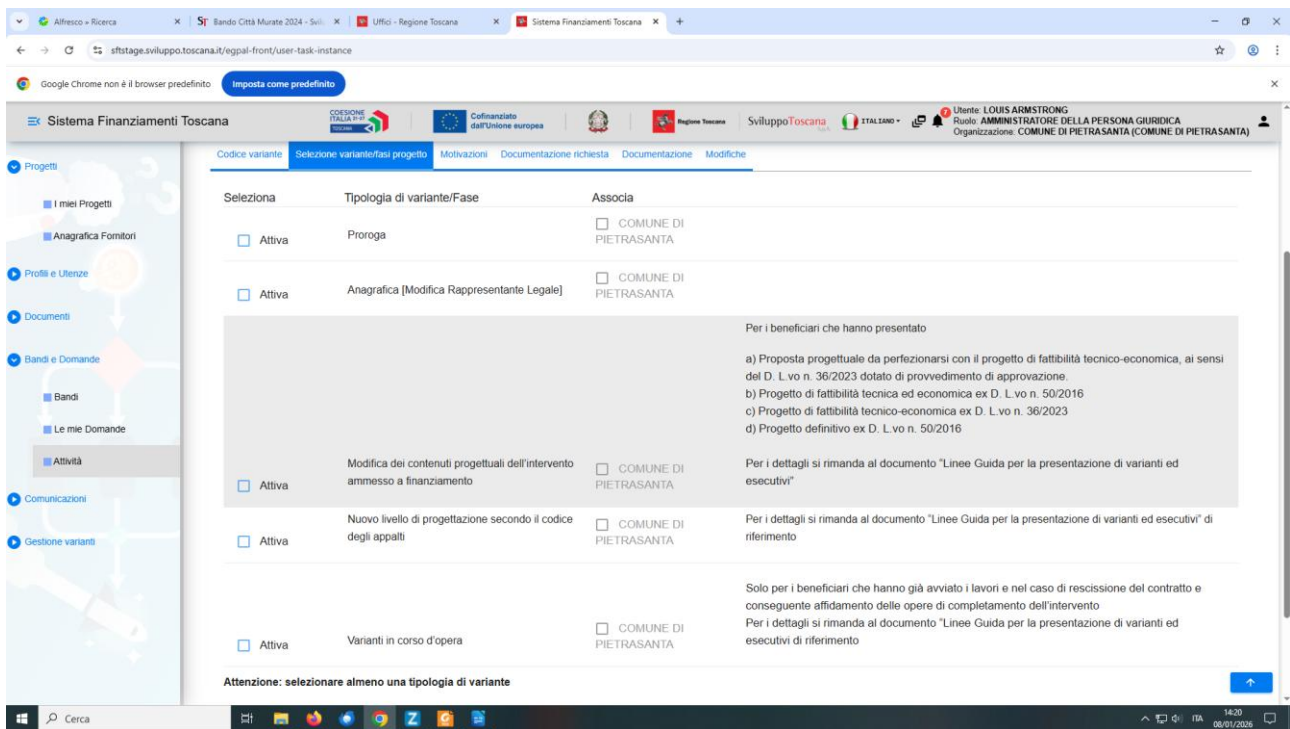 Alfresco » Ricerca
Bando Città Murate 2024 - Svilu
Uffici - Regione Toscana
Sistema Finanziamenti Toscana
sftstage.sviluppo.toscana.it/egpal-front/user-task-instance
Google Chrome non è il browser predefinito
Imposta come predefinito
Sistema Finanziamenti Toscana
COESIONE
ITALIA 21-27
TOSCANA
Cofinanziato
dall'Unione europea
Regione Toscana
SviluppoToscana
ITALIANO
7
Utente: LOUIS ARMSTRONG
Ruolo: AMMINISTRATORE DELLA PERSONA GIURIDICA
Organizzazione: COMUNE DI PIETRASANTA (COMUNE DI PIETRASANTA)
Progetti
I miei Progetti
Anagrafica Fornitori
Profili e Utenze
Documenti
Bandi e Domande
Bandi
Le mie Domande
Attività
Comunicazioni
Gestione varianti
Codice variante Selezione variante/fasi progetto Motivazioni Documentazione richiesta Documentazione Modifiche
Seleziona Tipologia di variante/Fase Associa
Attiva Proroga COMUNE DI
PIETRASANTA
Attiva Anagrafica [Modifica Rappresentante Legale] COMUNE DI
PIETRASANTA
Per i beneficiari che hanno presentato
a) Proposta progettuale da perfezionarsi con il progetto di fattibilità tecnico-economica, ai sensi
del D. L.vo n. 36/2023 dotato di provvedimento di approvazione.
b) Progetto di fattibilità tecnica ed economica ex D. L.vo n. 50/2016
c) Progetto di fattibilità tecnico-economica ex D. L.vo n. 36/2023
d) Progetto definitivo ex D. L.vo n. 50/2016
Modifica dei contenuti progettuali dell'intervento COMUNE DI Per i dettagli si rimanda al documento "Linee Guida per la presentazione di varianti ed
Attiva ammesso a finanziamento PIETRASANTA esecutivi"
Nuovo livello di progettazione secondo il codice COMUNE DI Per i dettagli si rimanda al documento "Linee Guida per la presentazione di varianti ed esecutivi" di
Attiva degli appalti PIETRASANTA riferimento
Solo per i beneficiari che hanno già avviato i lavori e nel caso di rescissione del contratto e
conseguente affidamento delle opere di completamento dell'intervento
COMUNE DI Per i dettagli si rimanda al documento "Linee Guida per la presentazione di varianti ed
Attiva Varianti in corso d'opera PIETRASANTA esecutivi di riferimento
Attenzione: selezionare almeno una tipologia di variante
Cerca
ITA
14:20
08/01/2026